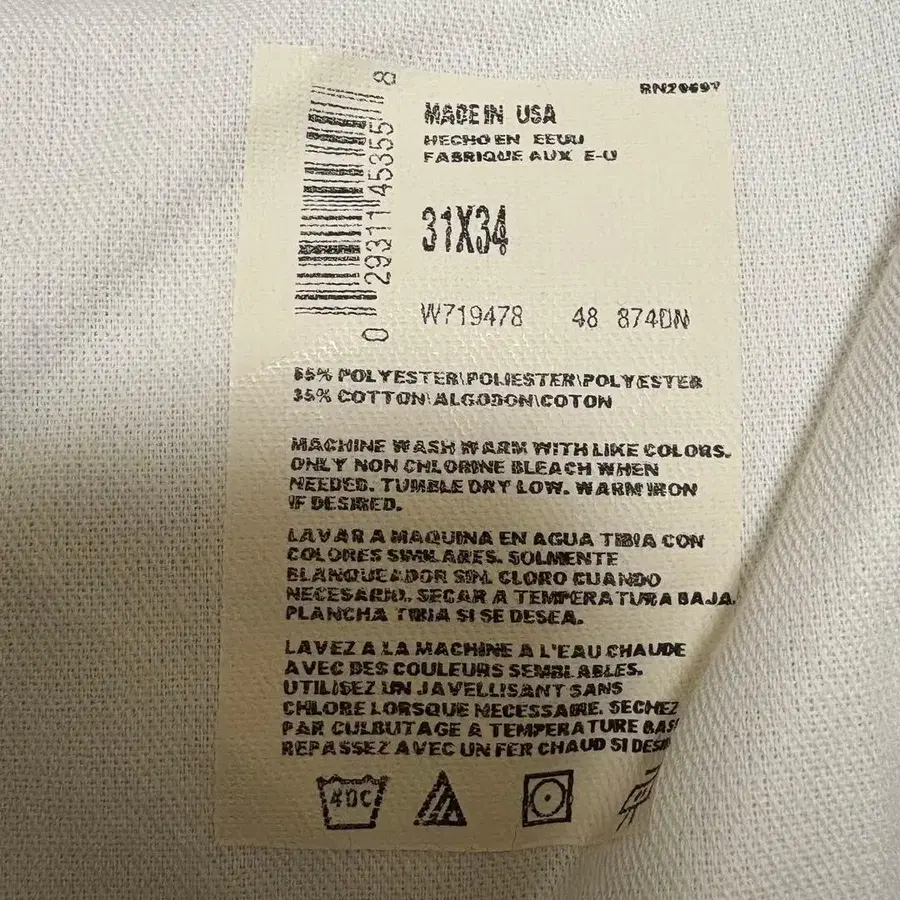 RN20697
MADE IN USA
HECHO EN EEUU
FABRIQUE AUX E-U
31X34
W719478 48 874DN
0 29311 45355 8
65% POLYESTER\POLIESTER\POLYESTER
35% COTTON\ALGODON\COTON
MACHINE WASH WARM WITH LIKE COLORS.
ONLY NON CHLORINE BLEACH WHEN
NEEDED. TUMBLE DRY LOW. WARM IRON
IF DESIRED.
LAVAR A MAQUINA EN AGUA TIBIA CON
COLORES SIMILARES. SOLMENTE
BLANQUEADOR SIN. CLORO CUANDO
NECESARIO. SECAR A TEMPERATURA BAJA.
PLANCHA TIBIA SI SE DESEA.
LAVEZ A LA MACHINE A L'EAU CHAUDE
AVEC DES COULEURS SEMBLABLES.
UTILISEZ UN JAVELLISANT SANS
CHLORE LORSQUE NECESSAIRE. SECHEZ
PAR CULBUTAGE A TEMPERATURE BAS
REPASSEZ AVEC UN FER CHAUD SI DESI
40C